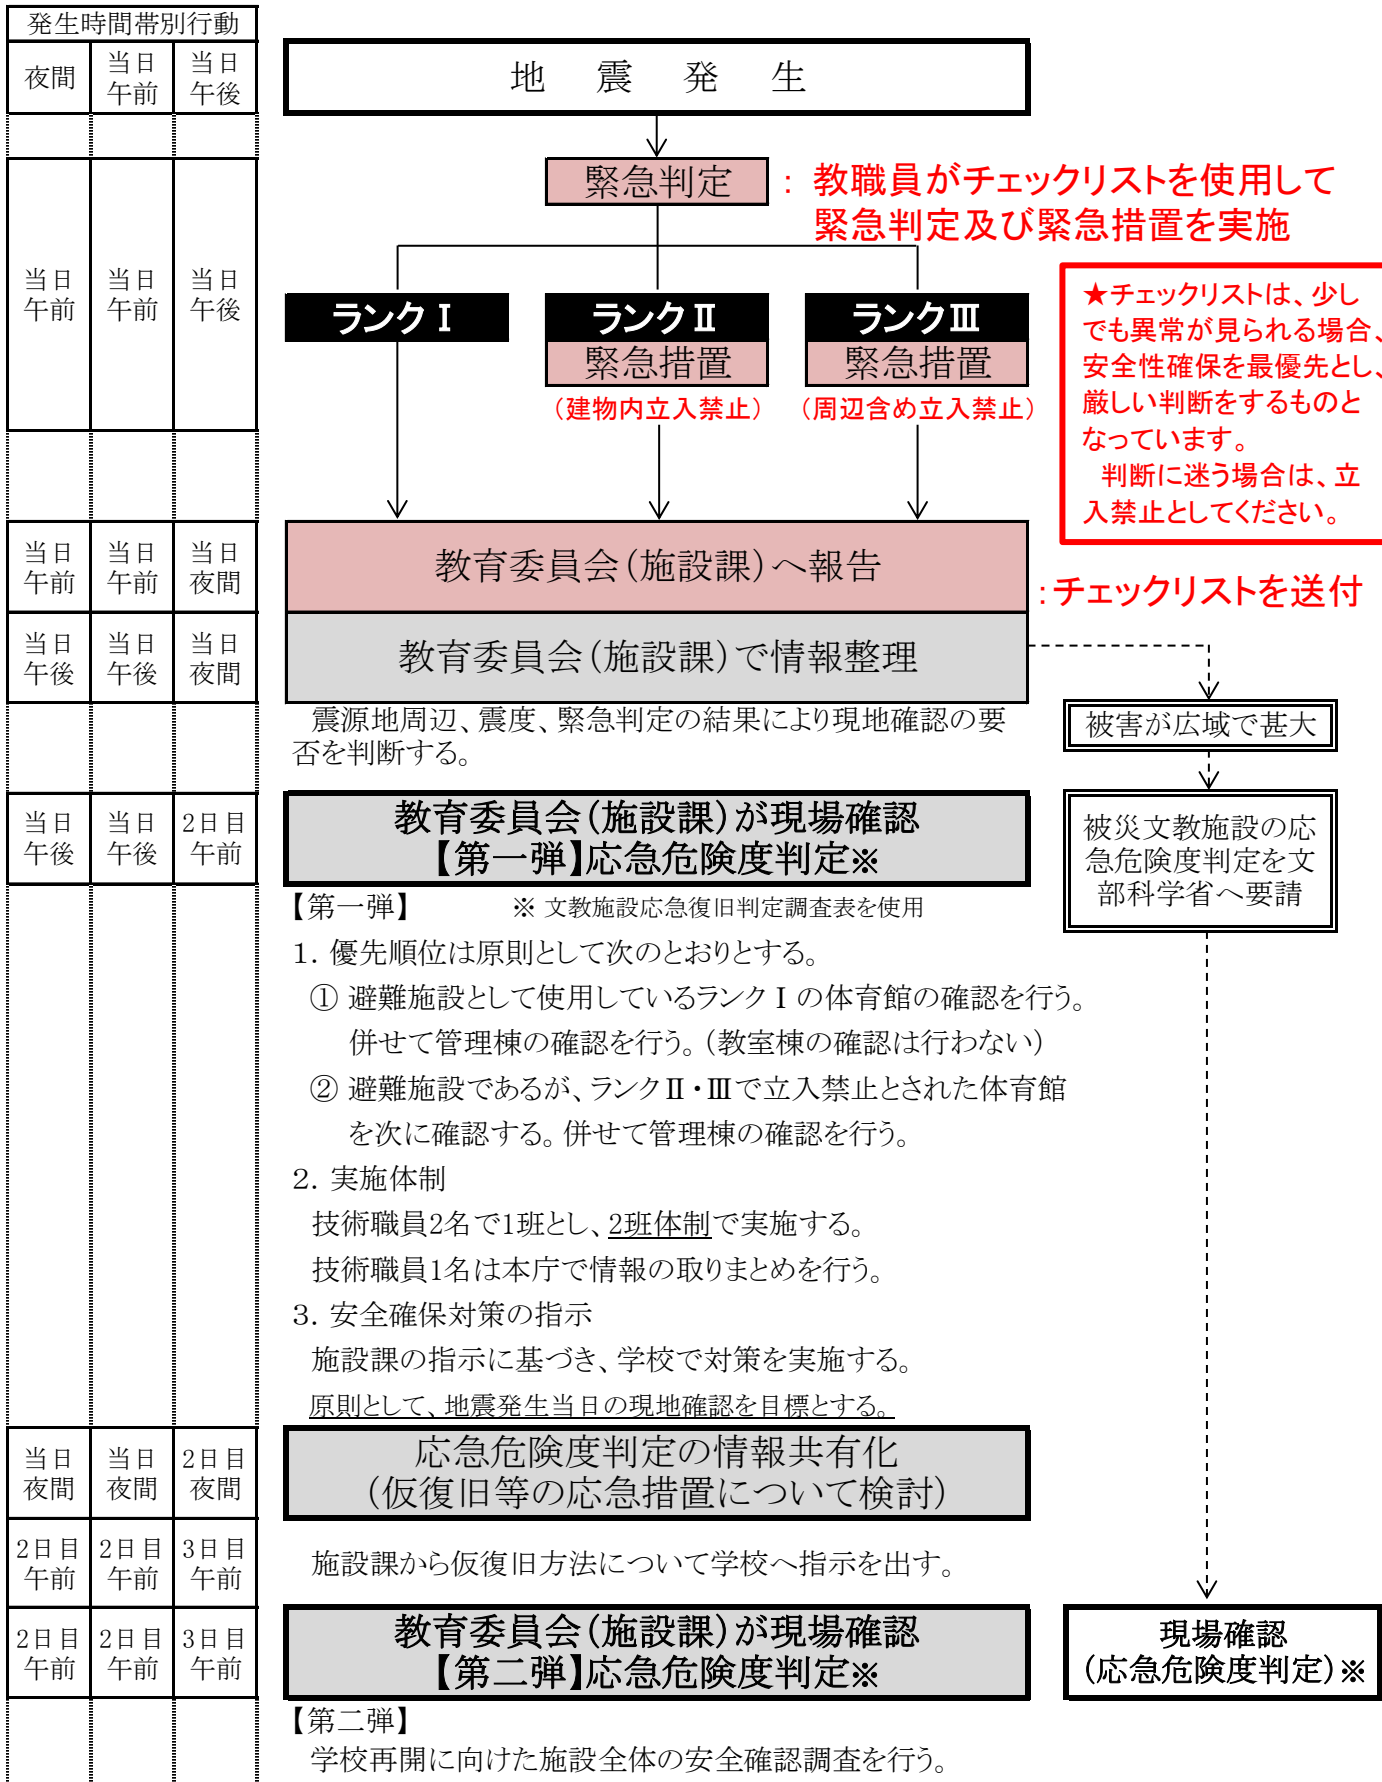 発生時間帯別行動
夜間
当日
午前
当日
午後
地　震　発　生
当日
午前
当日
午前
当日
午後
緊急判定
： 教職員がチェックリストを使用して
緊急判定及び緊急措置を実施
ランクⅠ
ランクⅡ
緊急措置
（建物内立入禁止）
ランクⅢ
緊急措置
（周辺含め立入禁止）
★チェックリストは、少し
でも異常が見られる場合、
安全性確保を最優先とし、
厳しい判断をするものと
なっています。
判断に迷う場合は、立
入禁止としてください。
当日
午前
当日
午前
当日
夜間
教育委員会（施設課）へ報告
：チェックリストを送付
当日
午後
当日
午後
当日
夜間
教育委員会（施設課）で情報整理
震源地周辺、震度、緊急判定の結果により現地確認の要
否を判断する。
被害が広域で甚大
被災文教施設の応
急危険度判定を文
部科学省へ要請
当日
午後
当日
午後
2日目
午前
教育委員会（施設課）が現場確認
【第一弾】応急危険度判定※
【第一弾】　※ 文教施設応急復旧判定調査表を使用
１．優先順位は原則として次のとおりとする。
① 避難施設として使用しているランクⅠの体育館の確認を行う。
併せて管理棟の確認を行う。（教室棟の確認は行わない）
② 避難施設であるが、ランクⅡ・Ⅲで立入禁止とされた体育館
を次に確認する。併せて管理棟の確認を行う。
２．実施体制
技術職員2名で1班とし、2班体制で実施する。
技術職員1名は本庁で情報の取りまとめを行う。
３．安全確保対策の指示
施設課の指示に基づき、学校で対策を実施する。
原則として、地震発生当日の現地確認を目標とする。
当日
夜間
当日
夜間
2日目
夜間
応急危険度判定の情報共有化
（仮復旧等の応急措置について検討）
2日目
午前
2日目
午前
3日目
午前
施設課から仮復旧方法について学校へ指示を出す。
2日目
午前
2日目
午前
3日目
午前
教育委員会（施設課）が現場確認
【第二弾】応急危険度判定※
現場確認
（応急危険度判定）※
【第二弾】
学校再開に向けた施設全体の安全確認調査を行う。